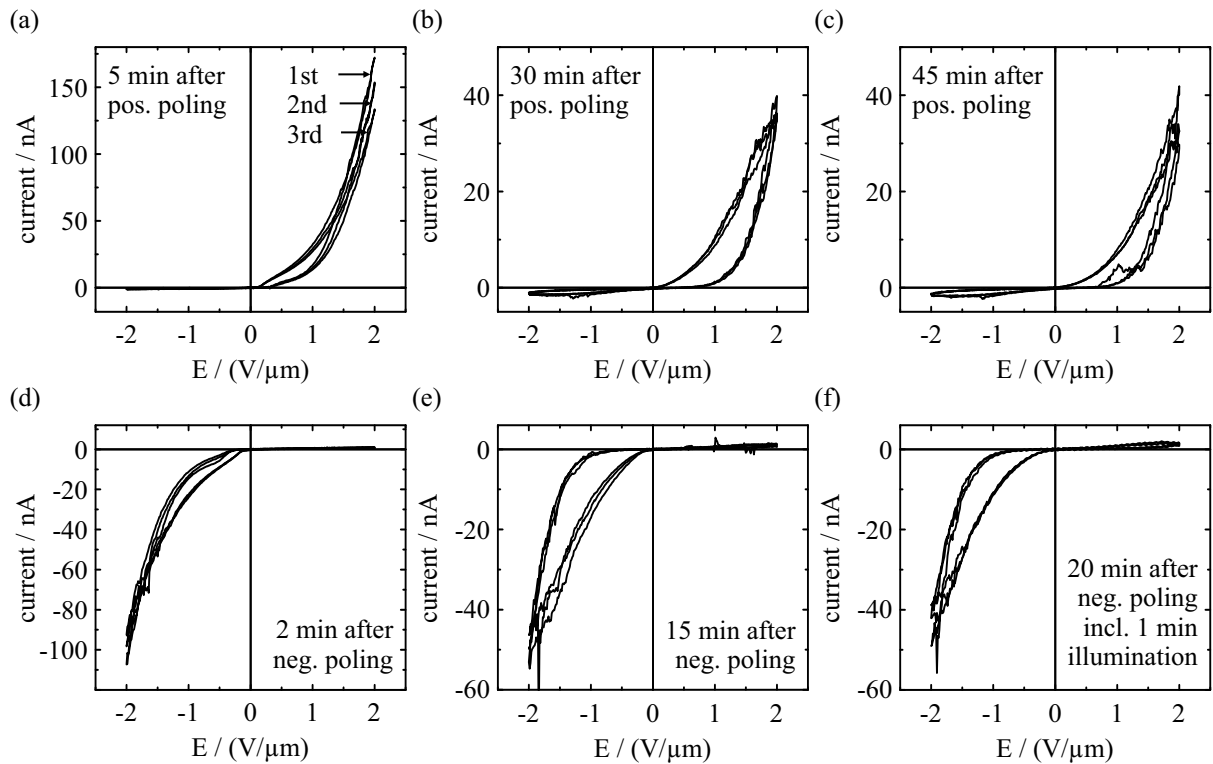 (a)
150
100
50
0
current / nA
5 min after
pos. poling
1st
2nd
3rd
-2 -1 0 1 2
E / (V/µm)
(b)
40
20
0
current / nA
30 min after
pos. poling
-2 -1 0 1 2
E / (V/µm)
(c)
40
20
0
current / nA
45 min after
pos. poling
-2 -1 0 1 2
E / (V/µm)
(d)
0
-20
-40
-60
-80
-100
current / nA
2 min after
neg. poling
-2 -1 0 1 2
E / (V/µm)
(e)
0
-20
-40
-60
current / nA
15 min after
neg. poling
-2 -1 0 1 2
E / (V/µm)
(f)
0
-20
-40
-60
current / nA
20 min after
neg. poling
incl. 1 min
illumination
-2 -1 0 1 2
E / (V/µm)